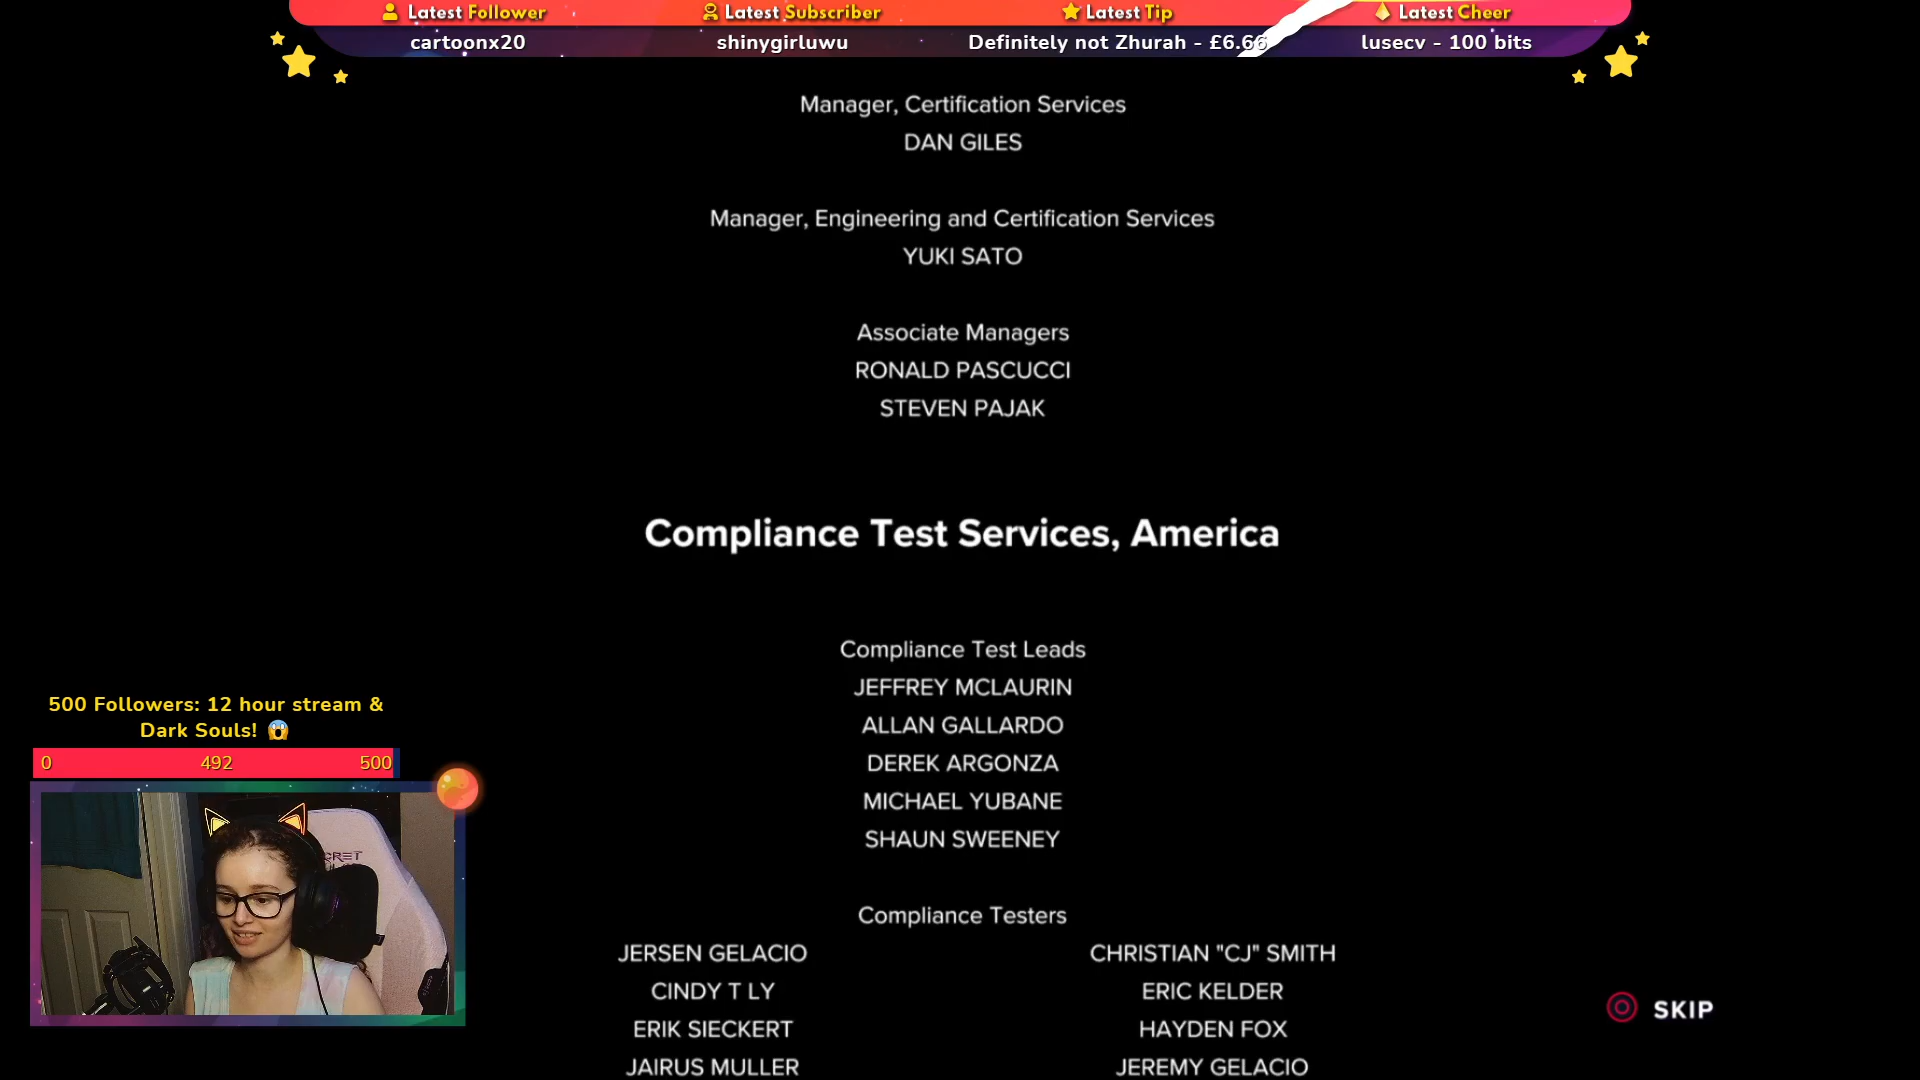 Latest Follower
cartoonx20
Latest Subscriber
shinygirluwu
Latest Tip
Definitely not Zhurah - £6.66
Latest Cheer
lusecv - 100 bits
Manager, Certification Services
DAN GILES
Manager, Engineering and Certification Services
YUKI SATO
Associate Managers
RONALD PASCUCCI
STEVEN PAJAK
Compliance Test Services, America
Compliance Test Leads
JEFFREY MCLAURIN
ALLAN GALLARDO
DEREK ARGONZA
MICHAEL YUBANE
SHAUN SWEENEY
Compliance Testers
JERSEN GELACIO
CHRISTIAN "CJ" SMITH
CINDY T LY
ERIC KELDER
ERIK SIECKERT
HAYDEN FOX
JAIRUS MULLER
JEREMY GELACIO
500 Followers: 12 hour stream &
Dark Souls! 😱
0 492 500
SKIP